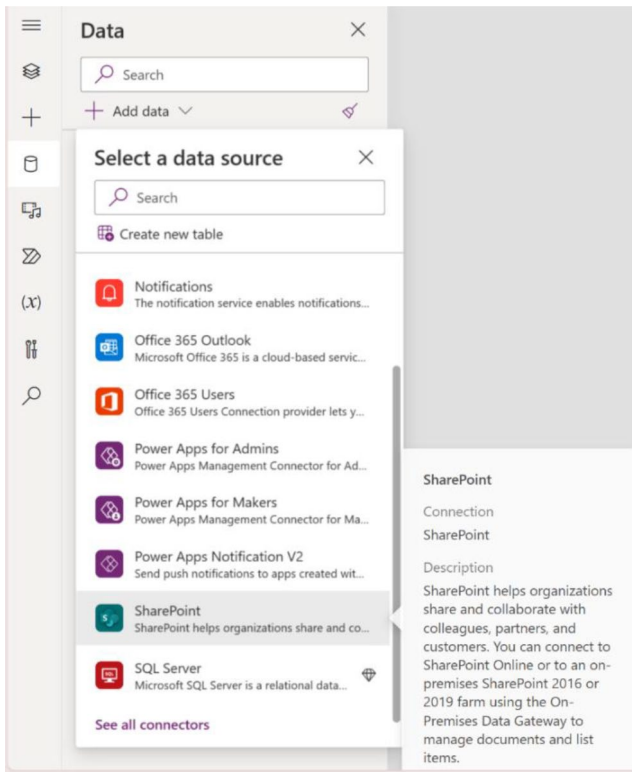 Data
Search
Add data
Select a data source
Search
Create new table
Notifications
The notification service enables notifications...
Office 365 Outlook
Microsoft Office 365 is a cloud-based servic...
Office 365 Users
Office 365 Users Connection provider lets y...
Power Apps for Admins
Power Apps Management Connector for Ad...
Power Apps for Makers
Power Apps Management Connector for Ma...
Power Apps Notification V2
Send push notifications to apps created wit...
SharePoint
SharePoint helps organizations share and co...
SQL Server
Microsoft SQL Server is a relational data...
See all connectors
(x)
SharePoint
Connection
SharePoint
Description
SharePoint helps organizations
share and collaborate with
colleagues, partners, and
customers. You can connect to
SharePoint Online or to an on-
premises SharePoint 2016 or
2019 farm using the On-
Premises Data Gateway to
manage documents and list
items.